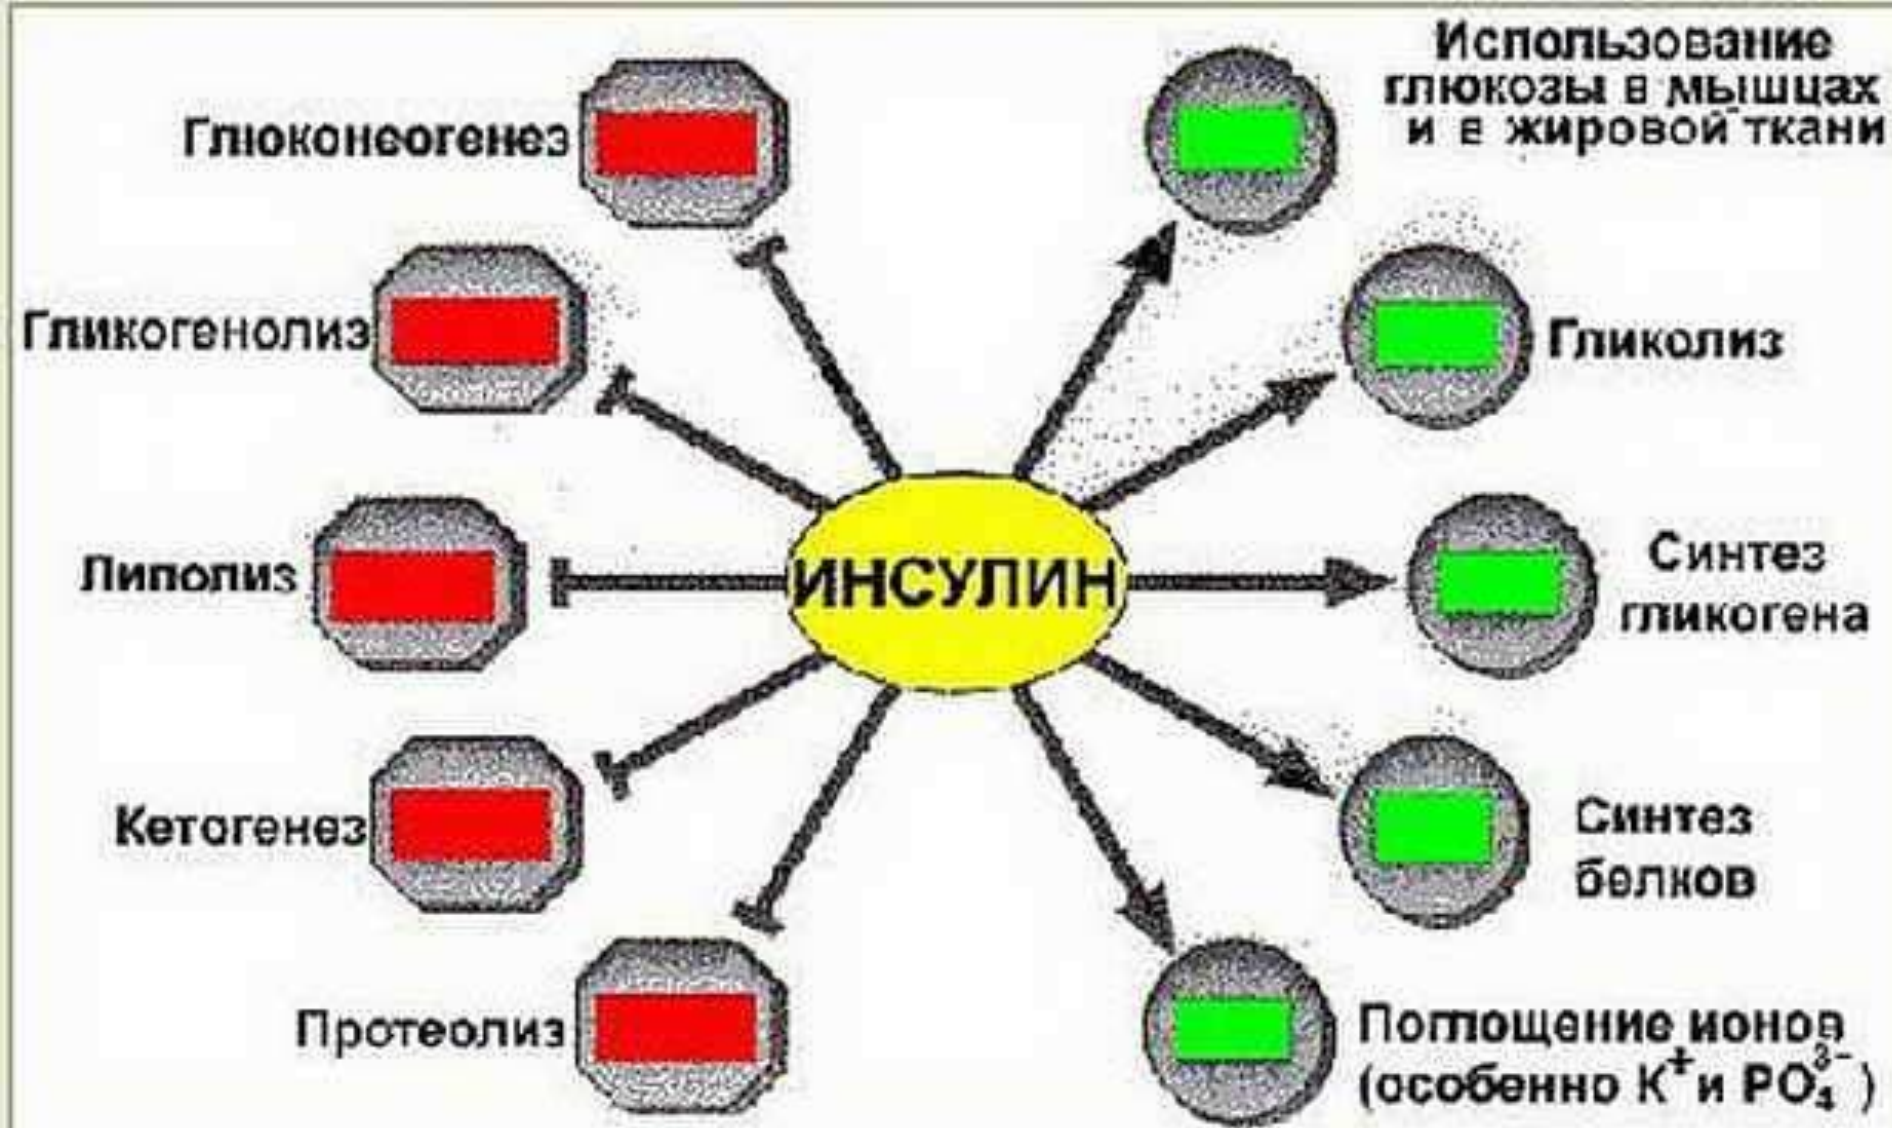 Использование
глюкозы в мышцах
и в жировой ткани
Глюконеогенез
Гликогенолиз
Гликолиз
Липолиз
ИНСУЛИН
Синтез
гликогена
Кетогенез
Синтез
белков
Протеолиз
Поглощение ионов
(особенно K⁺ и PO₄³⁻)